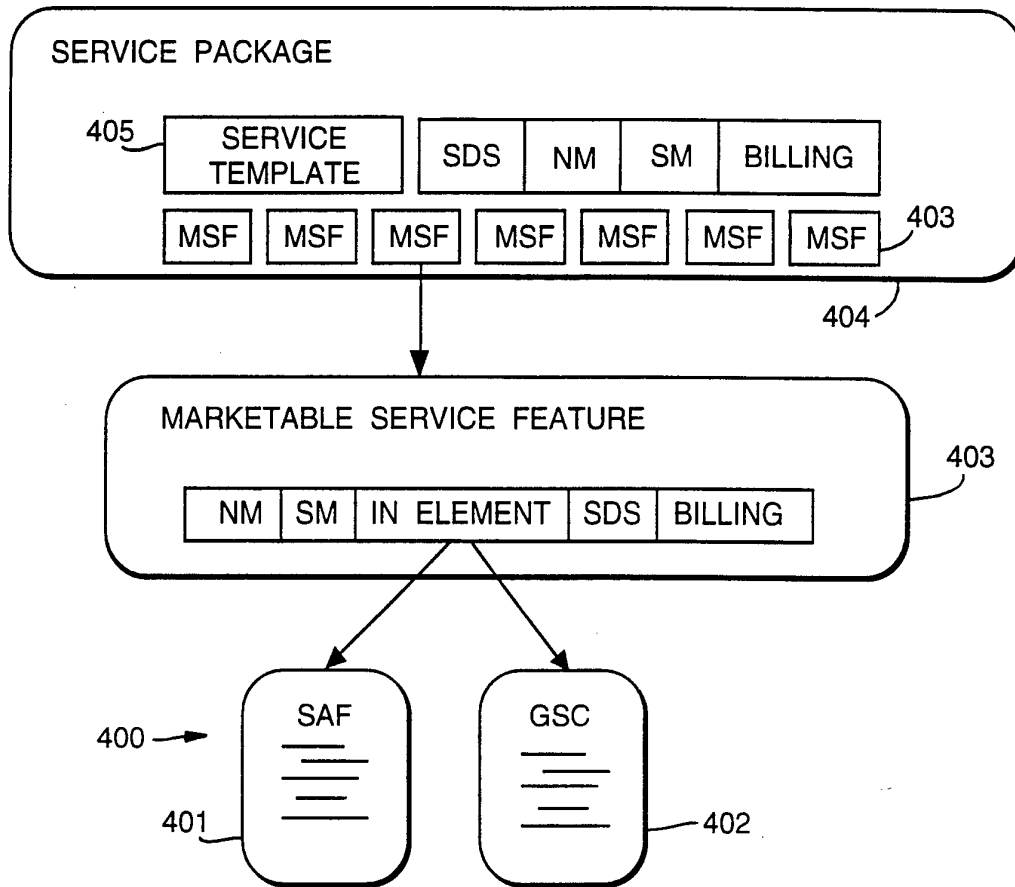 SERVICE PACKAGE
405
SERVICE TEMPLATE
SDS NM SM BILLING
MSF MSF MSF MSF MSF MSF MSF
403
404
MARKETABLE SERVICE FEATURE
403
NM SM IN ELEMENT SDS BILLING
400
SAF
GSC
401
402